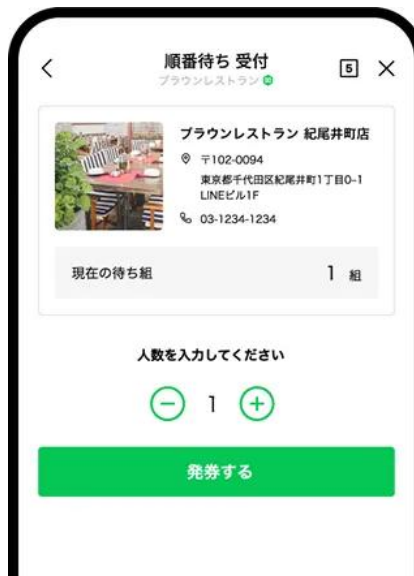 順番待ち 受付
5
ブラウンレストラン
ブラウンレストラン 紀尾井町店
〒102-0094
東京都千代田区紀尾井町1丁目0-1
LINEビル1F
03-1234-1234
現在の待ち組
1 組
人数を入力してください
1
発券する